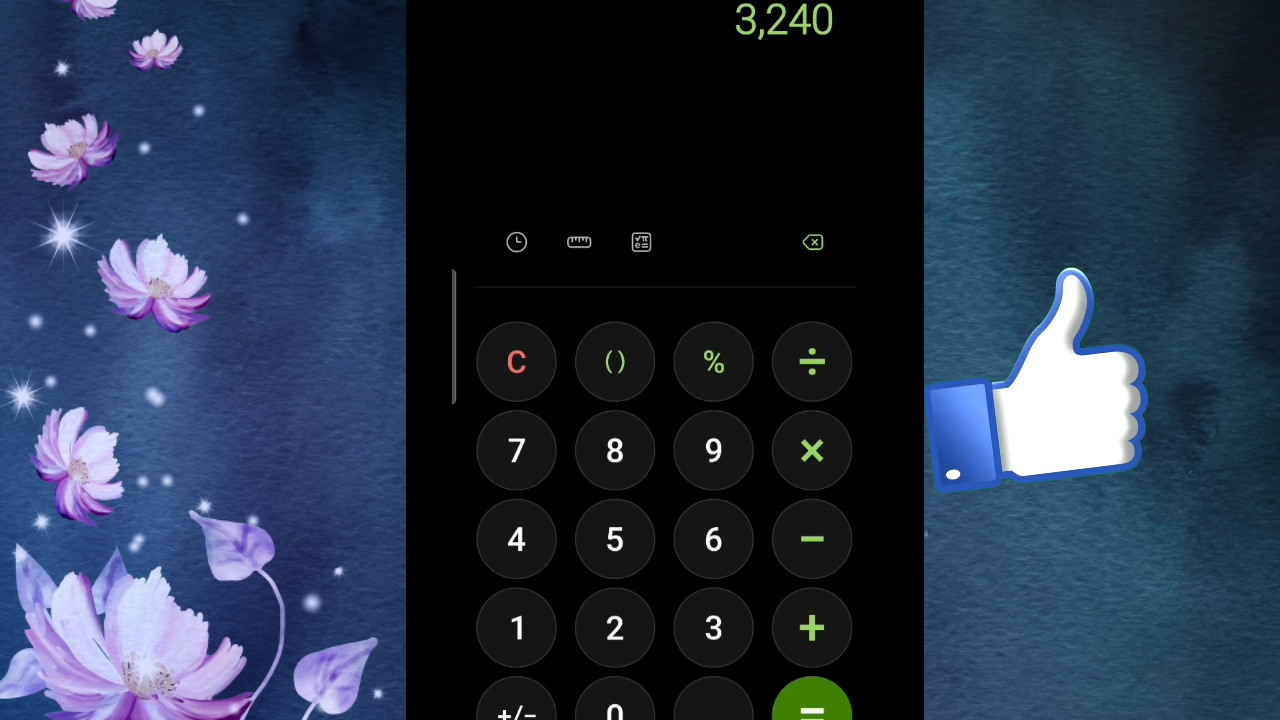 3,240
C () % ÷
7 8 9 ×
4 5 6 −
1 2 3 +
+/− 0 =